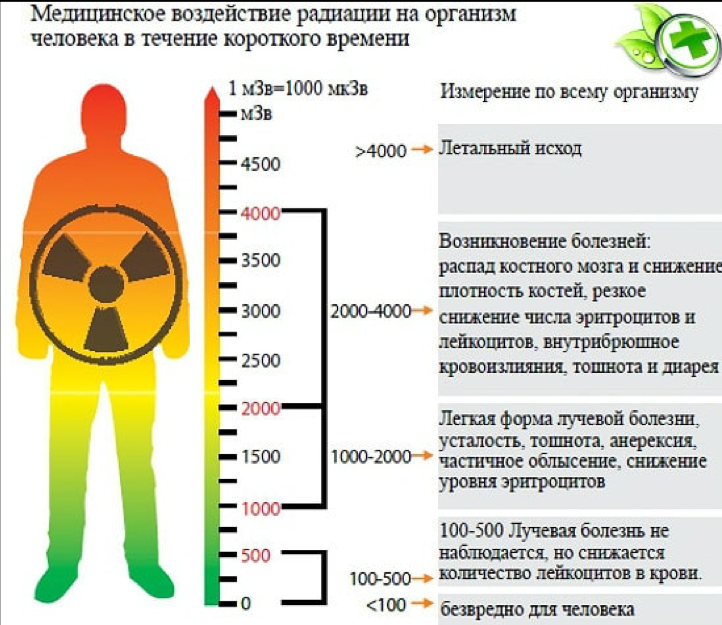 Медицинское воздействие радиации на организм
человека в течение короткого времени
1 мЗв=1000 мкЗв
мЗв
4500
4000
3500
3000
2500
2000
1500
1000
500
0
Измерение по всему организму
>4000
Летальный исход
2000-4000
Возникновение болезней:
распад костного мозга и снижение
плотность костей, резкое
снижение числа эритроцитов и
лейкоцитов, внутрибрюшное
кровоизлияния, тошнота и диарея
1000-2000
Легкая форма лучевой болезни,
усталость, тошнота, анерексия,
частичное облысение, снижение
уровня эритроцитов
100-500
100-500 Лучевая болезнь не
наблюдается, но снижается
количество лейкоцитов в крови.
<100
безвредно для человека